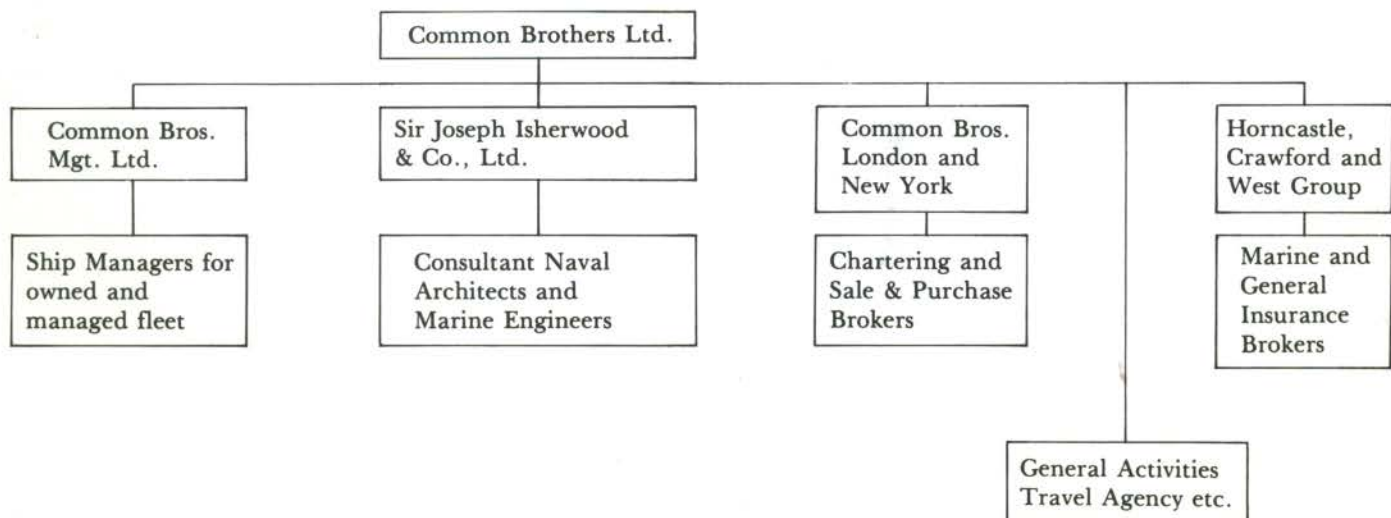 Common Brothers Ltd.
Common Bros.
Mgt. Ltd.
Sir Joseph Isherwood
& Co., Ltd.
Common Bros.
London and
New York
Horncastle,
Crawford and
West Group
Ship Managers for
owned and
managed fleet
Consultant Naval
Architects and
Marine Engineers
Chartering and
Sale & Purchase
Brokers
Marine and
General
Insurance
Brokers
General Activities
Travel Agency etc.